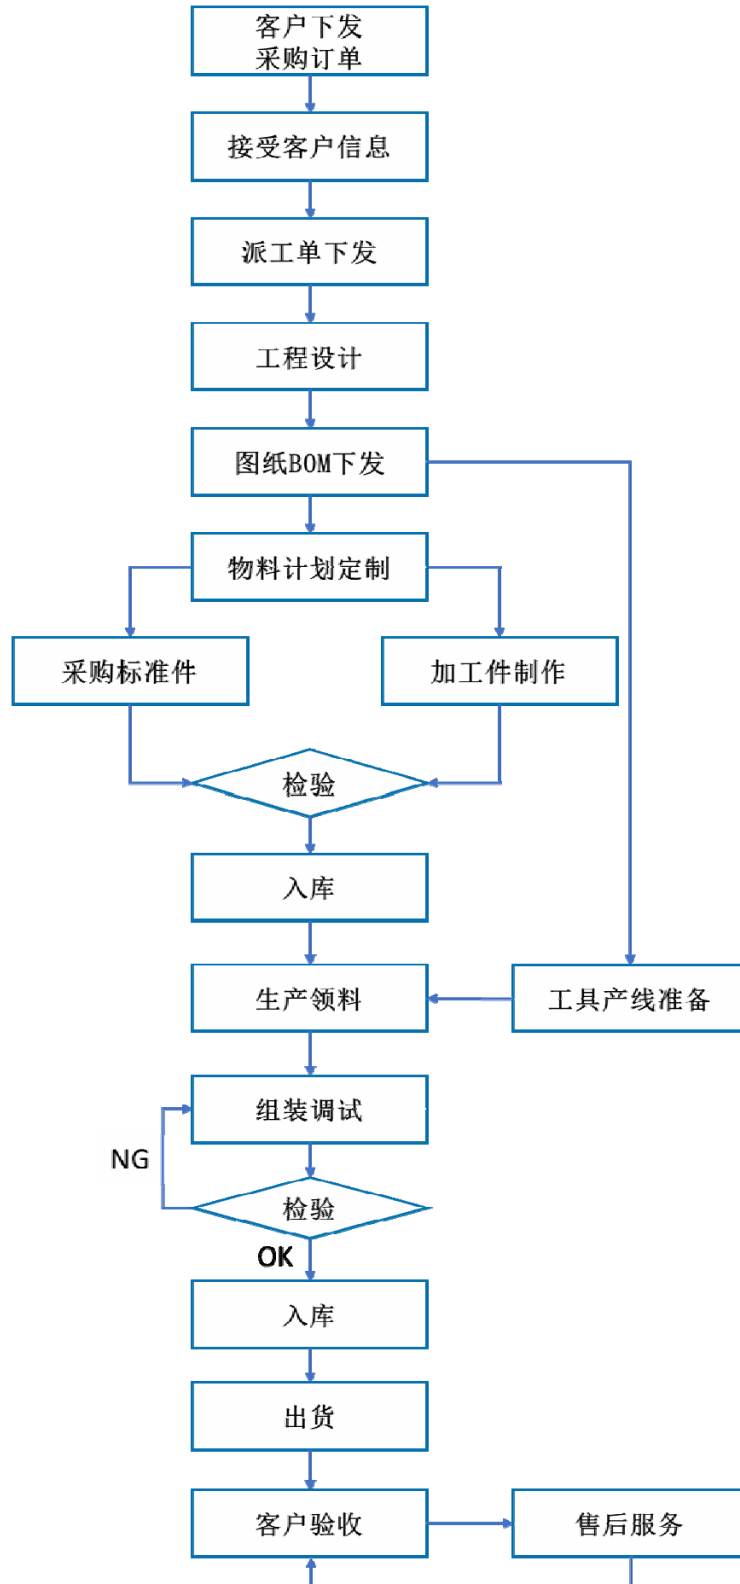 客户下发
采购订单
接受客户信息
派工单下发
工程设计
图纸BOM下发
物料计划定制
采购标准件
加工件制作
检验
入库
生产领料
工具产线准备
组装调试
NG
检验
OK
入库
出货
客户验收
售后服务